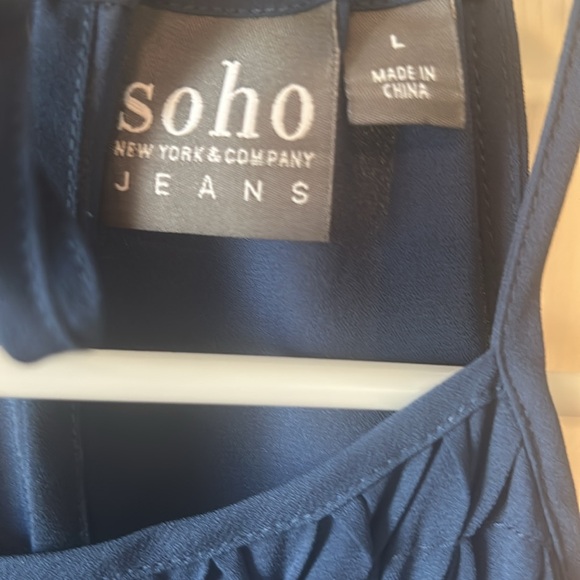 soho
NEW YORK & COMPANY
JEANS
L
MADE IN
CHINA